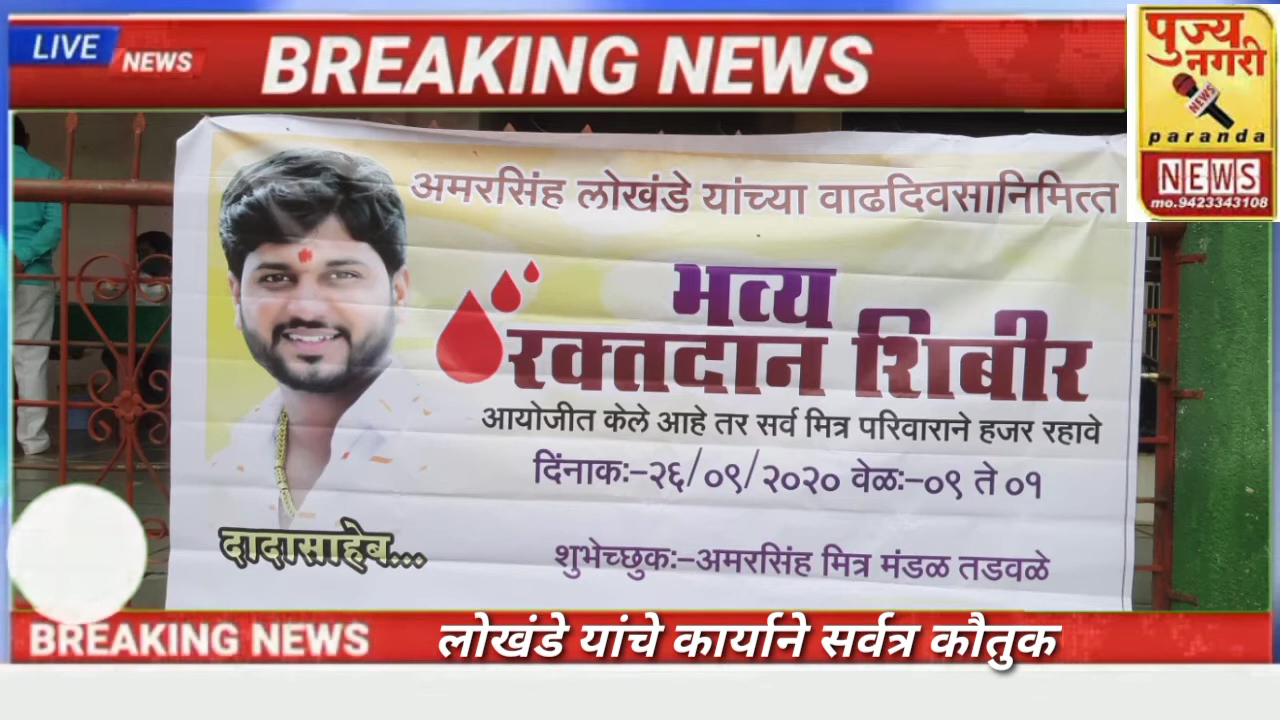 LIVE
NEWS
BREAKING NEWS
पुज्य
नगरी
NEWS
paranda
NEWS
mo.9423343108
अमरसिंह लोखंडे यांच्या वाढदिवसानिमित्त
भव्य
रक्तदान शिबीर
आयोजीत केले आहे तर सर्व मित्र परिवाराने हजर रहावे
दिंनाकः-२६/०९/२०२० वेळः-०९ ते ०१
दादासाहेब...
शुभेच्छुकः-अमरसिंह मित्र मंडळ तडवळे
BREAKING NEWS
लोखंडे यांचे कार्याने सर्वत्र कौतुक